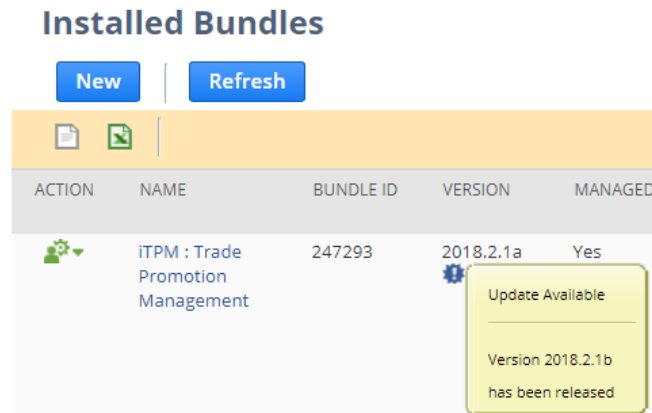 Installed Bundles
New
Refresh
ACTION NAME BUNDLE ID VERSION MANAGED
iTPM : Trade 247293 2018.2.1a Yes
Promotion
Management
Update Available
Version 2018.2.1b
has been released